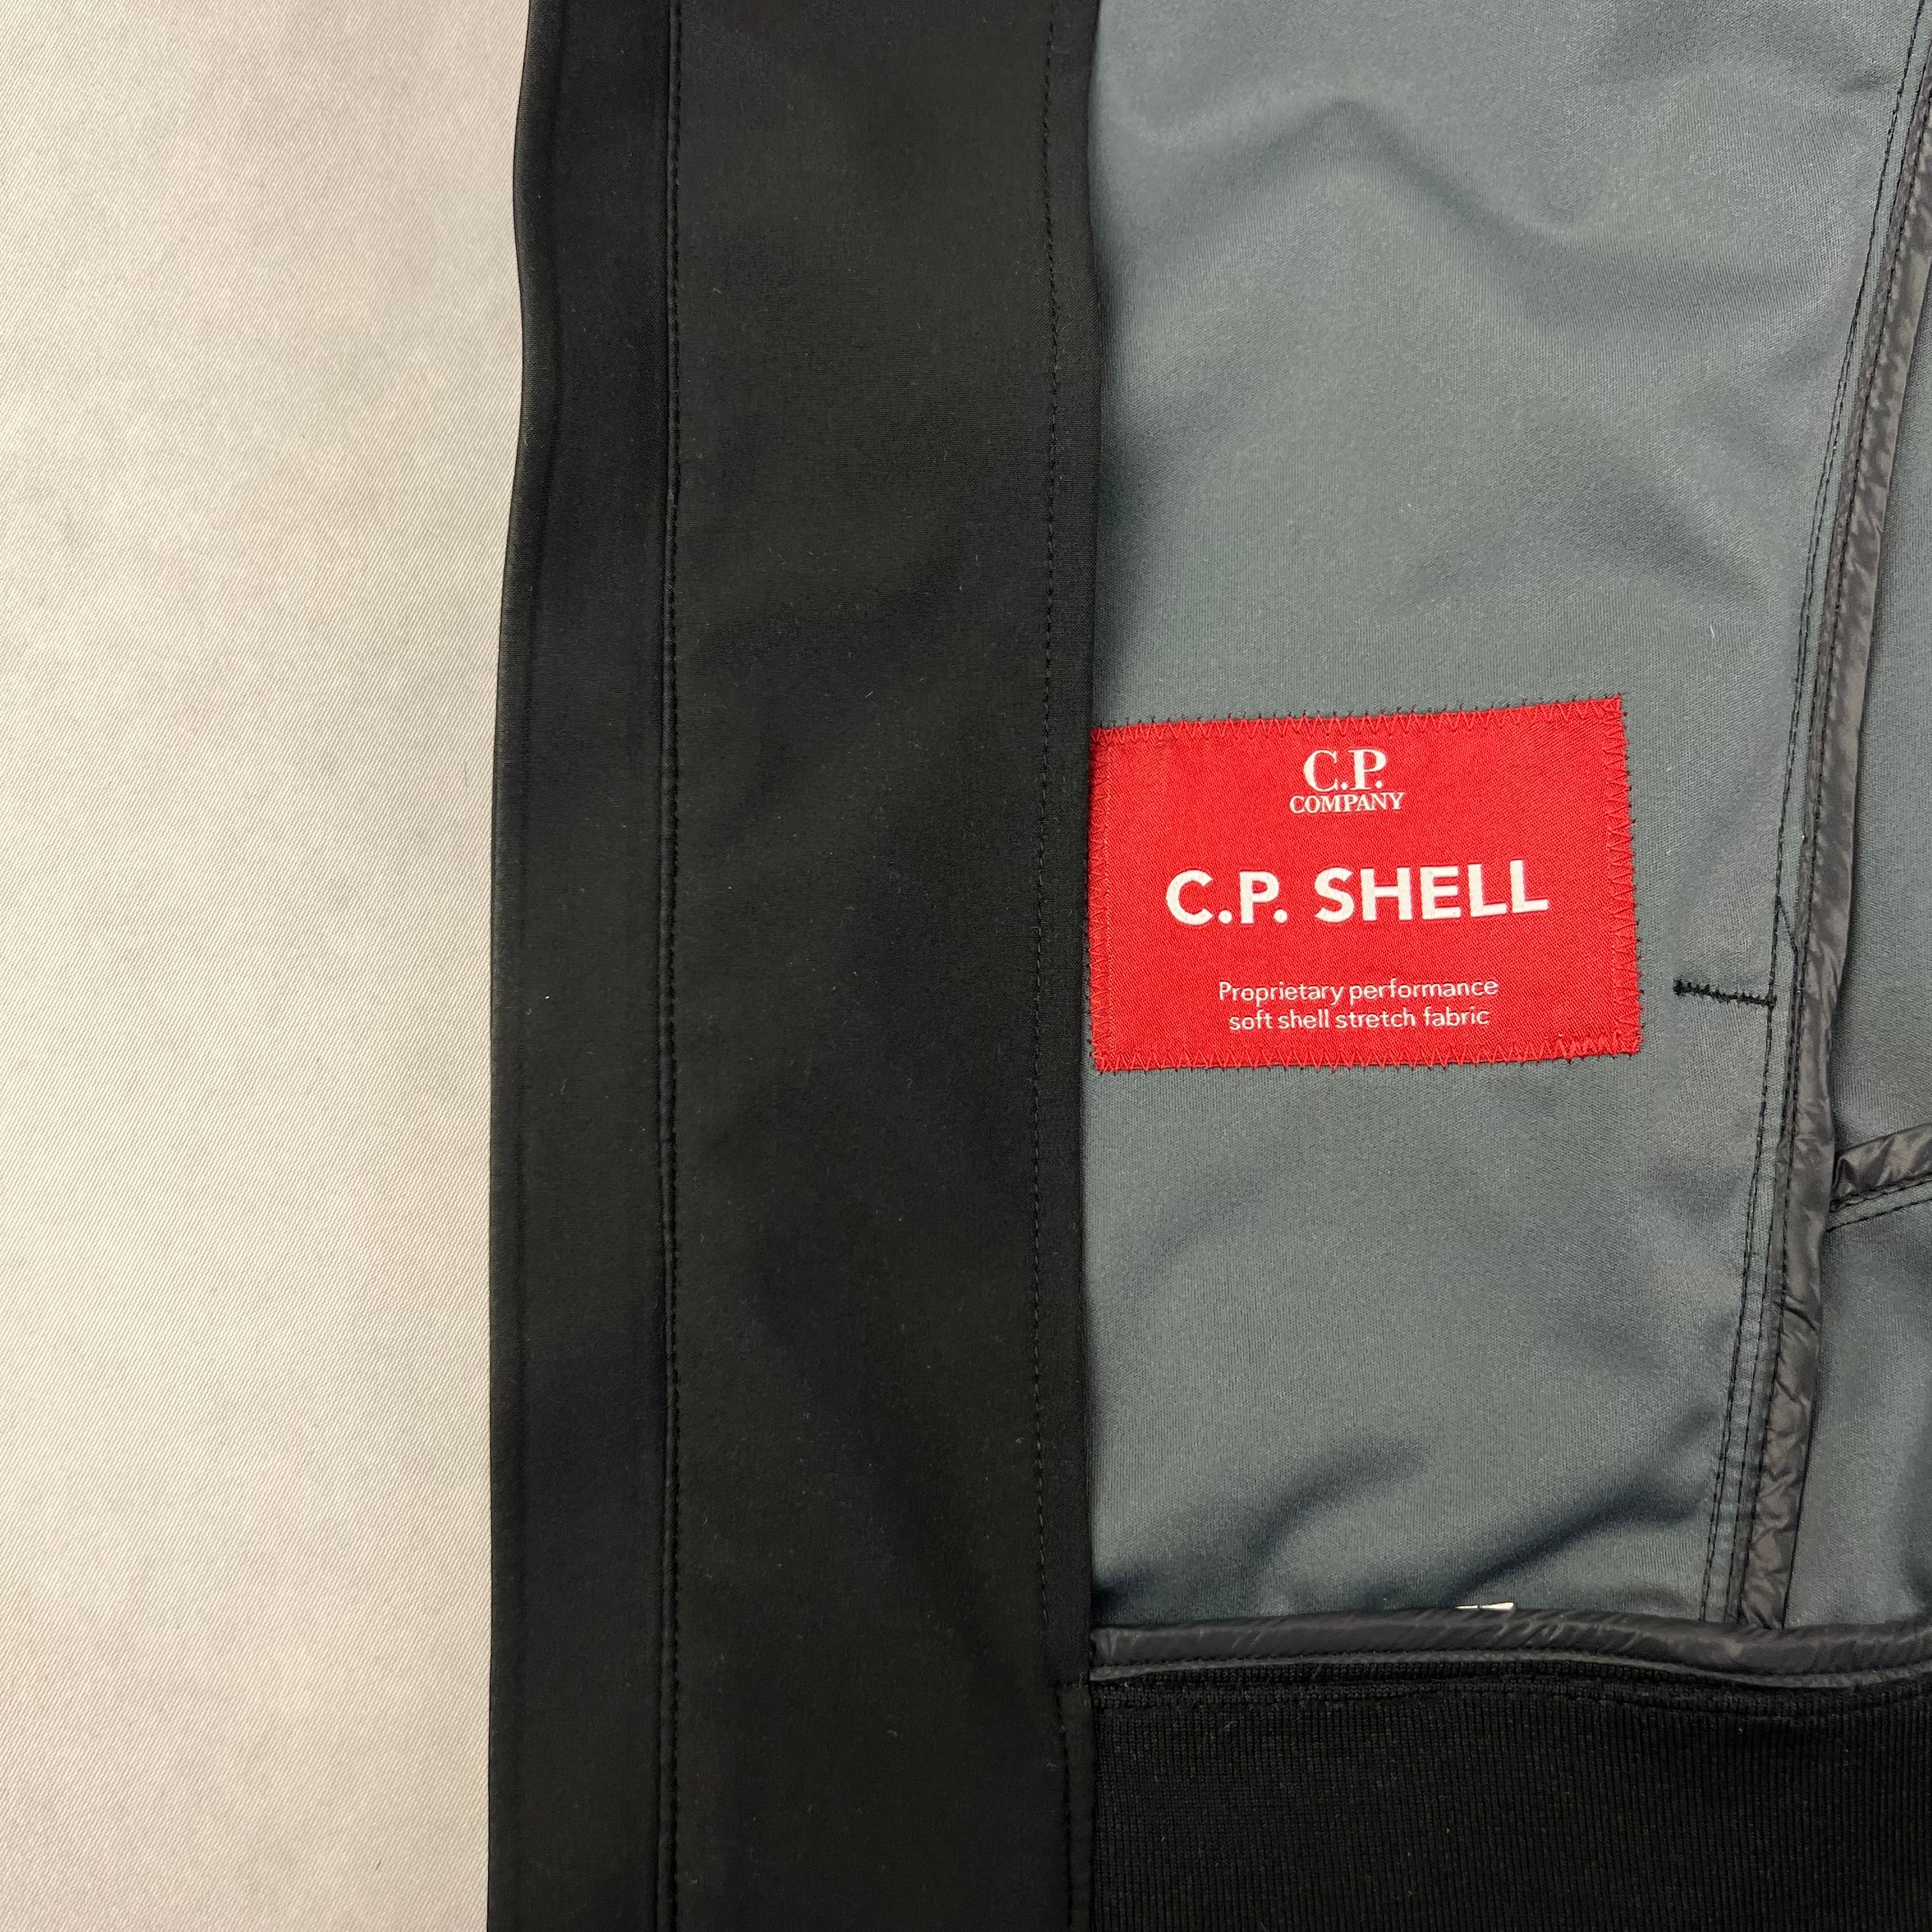 C.P.
COMPANY
C.P. SHELL
Proprietary performance
soft shell stretch fabric